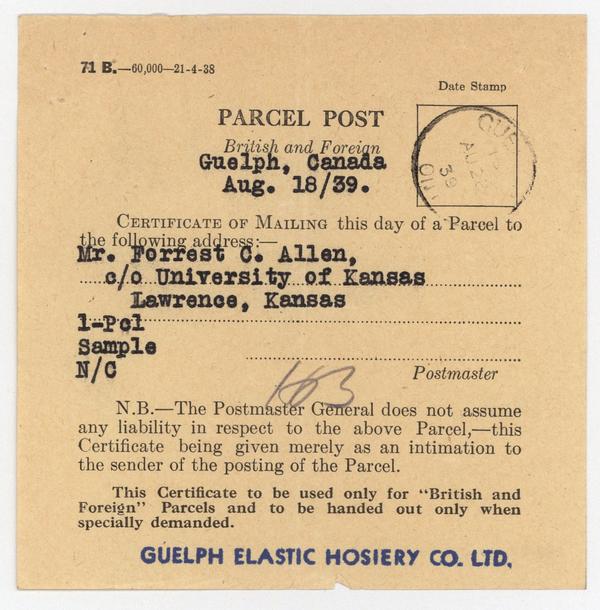 71 B.—60,000—21-4-38
Date Stamp
PARCEL POST
British and Foreign
Guelph, Canada
Aug. 18/39.
GUE
AU 22
39
ONT
CERTIFICATE OF MAILING this day of a Parcel to
the following address:—
Mr. Forrest C. Allen,
c/o University of Kansas
Lawrence, Kansas
1-Pcl
Sample
N/C
Postmaster
N.B.—The Postmaster General does not assume
any liability in respect to the above Parcel,—this
Certificate being given merely as an intimation to
the sender of the posting of the Parcel.
This Certificate to be used only for "British and
Foreign" Parcels and to be handed out only when
specially demanded.
GUELPH ELASTIC HOSIERY CO. LTD.